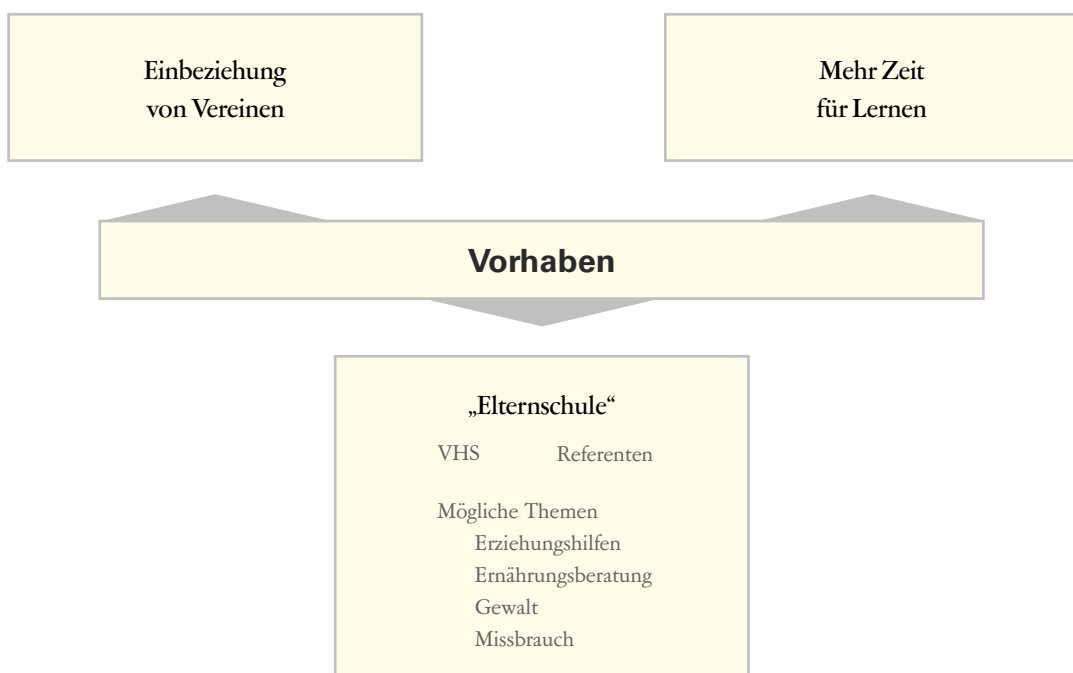 Einbeziehung
von Vereinen
Mehr Zeit
für Lernen
Vorhaben
„Elternschule“
VHS Referenten
Mögliche Themen
Erziehungshilfen
Ernährungsberatung
Gewalt
Missbrauch